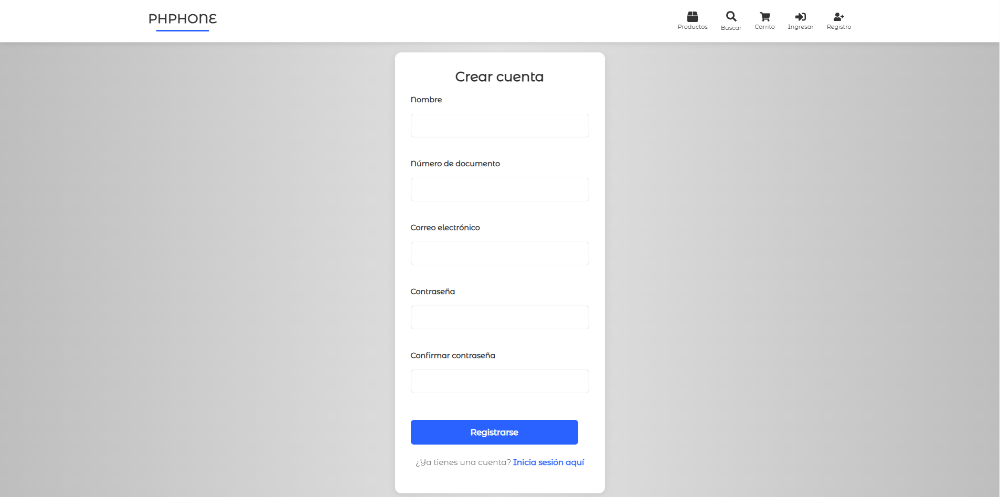 PHPHONE
Productos
Buscar
Carrito
Ingresar
Registro
Crear cuenta
Nombre
Número de documento
Correo electrónico
Contraseña
Confirmar contraseña
Registrarse
¿Ya tienes una cuenta? Inicia sesión aquí